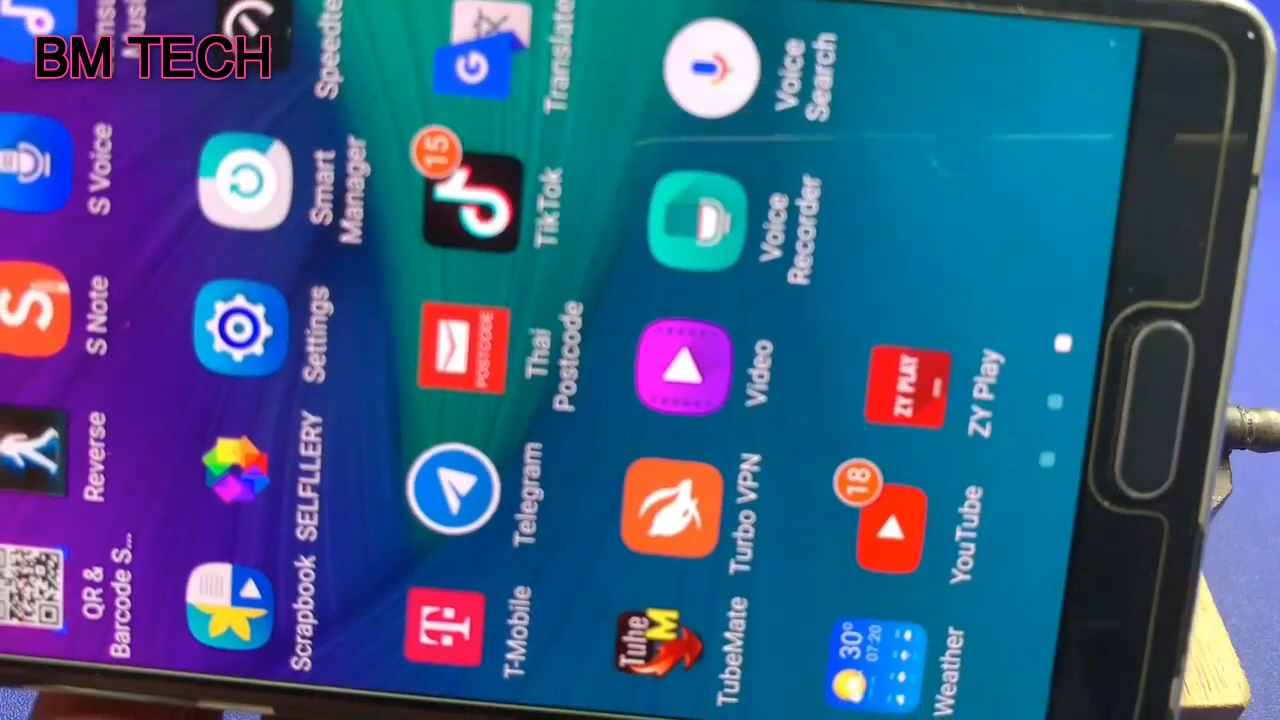 BM TECH
QR &
Barcode S...
Reverse
S Note
S Voice
Music
Scrapbook
SELFLLERY
Settings
Smart
Manager
T-Mobile
Telegram
POSTCODE
Thai
Postcode
15
TikTok
G
Translate
Tube
M
TubeMate
Turbo VPN
Video
Voice
Recorder
Voice
Search
30°
07:20
Weather
18
YouTube
ZY PLAY
ZY Play